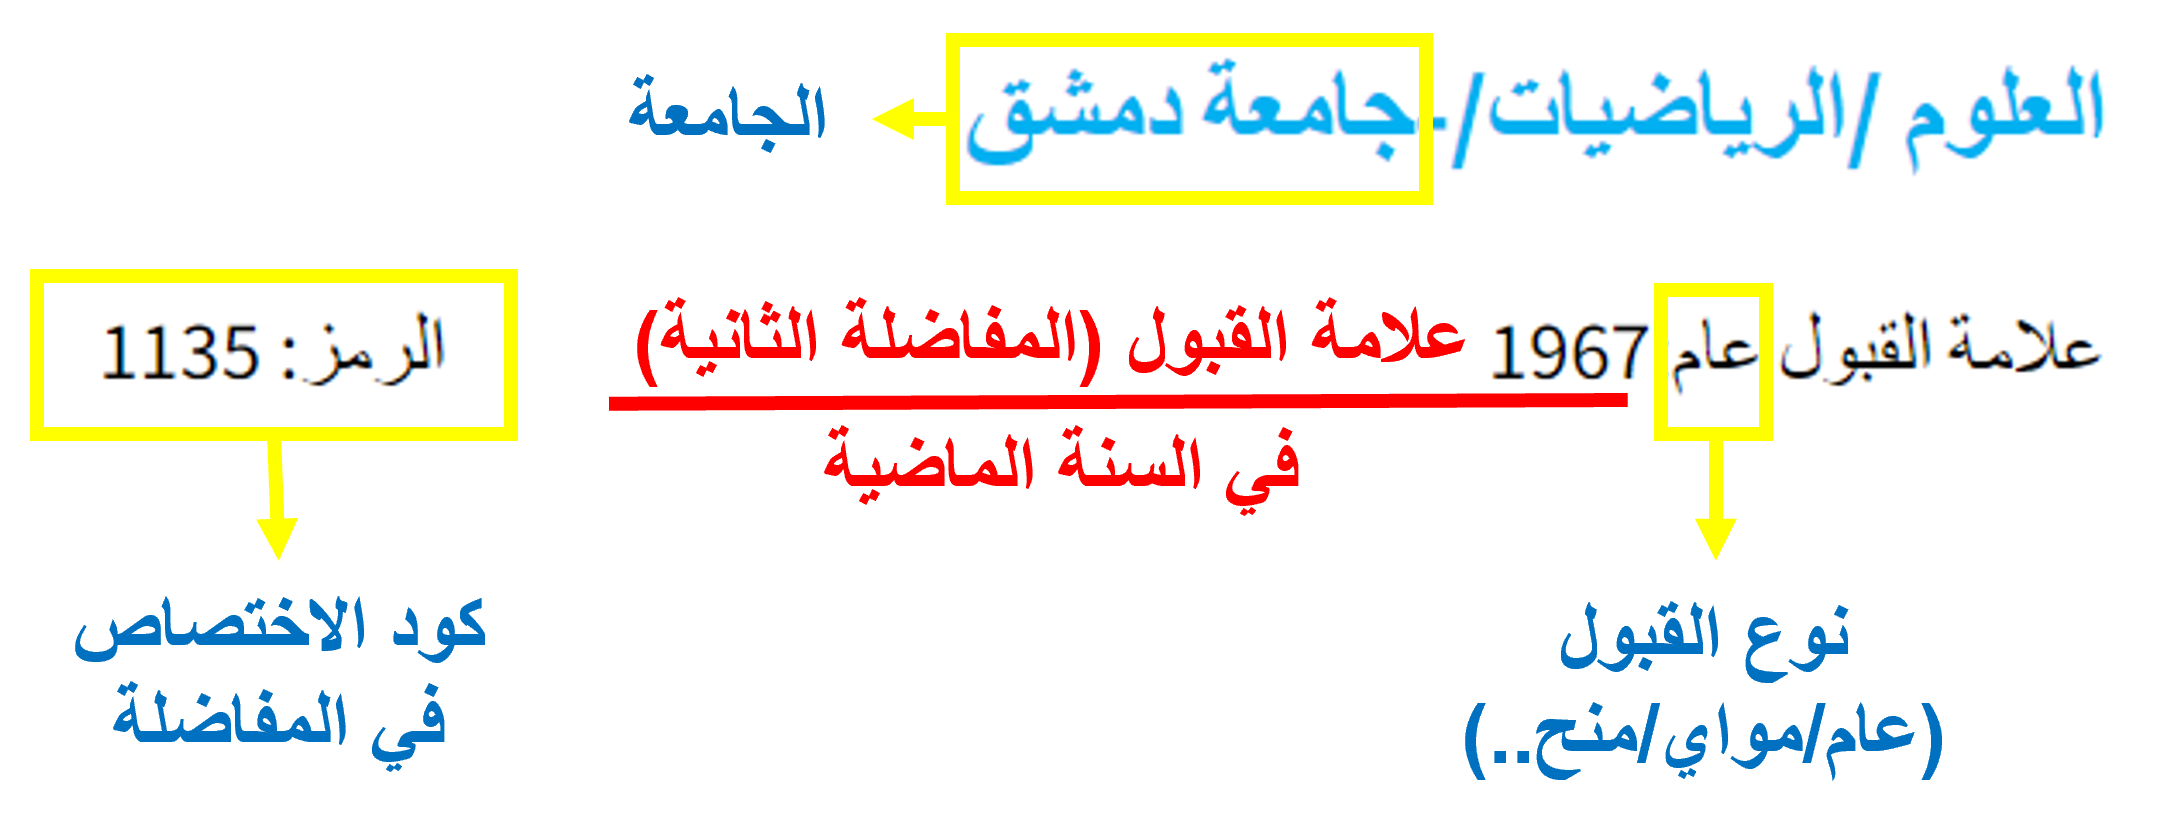 العلوم /الرياضيات/-جامعة دمشق
الجامعة
علامة القبول عام 1967
علامة القبول (المفاضلة الثانية)
في السنة الماضية
الرمز: 1135
نوع القبول
(عام/مواي/منح..)
كود الاختصاص
في المفاضلة